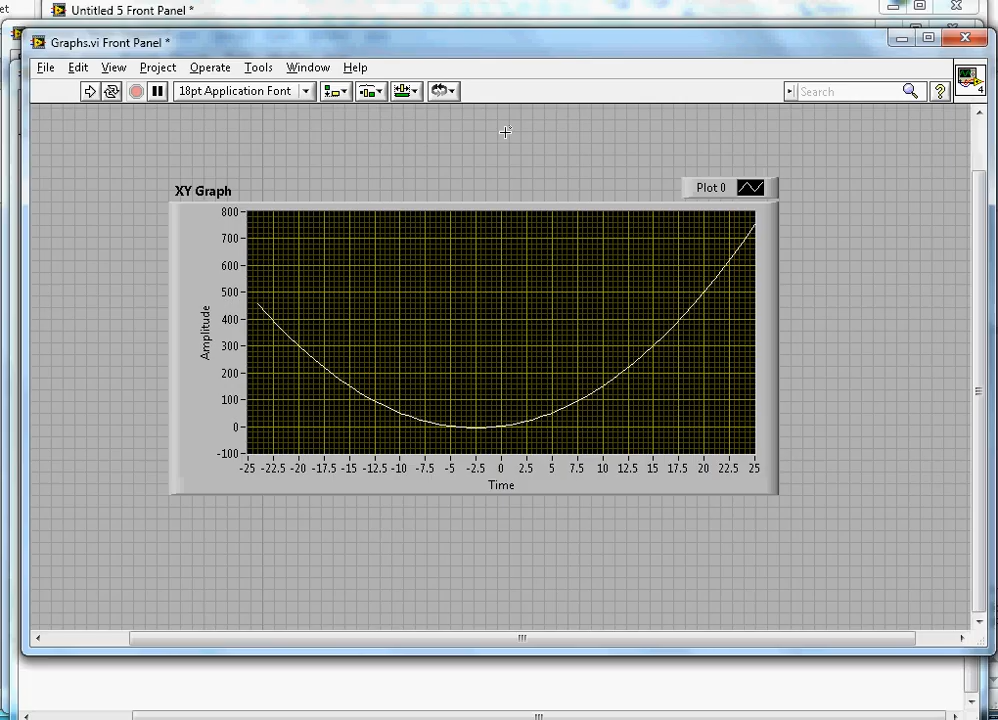 et
Untitled 5 Front Panel *
Graphs.vi Front Panel *
File Edit View Project Operate Tools Window Help
18pt Application Font
Search
?
4
XY Graph
Plot 0
800
700
600
500
400
300
200
100
0
-100
Amplitude
-25 -22.5 -20 -17.5 -15 -12.5 -10 -7.5 -5 -2.5 0 2.5 5 7.5 10 12.5 15 17.5 20 22.5 25
Time